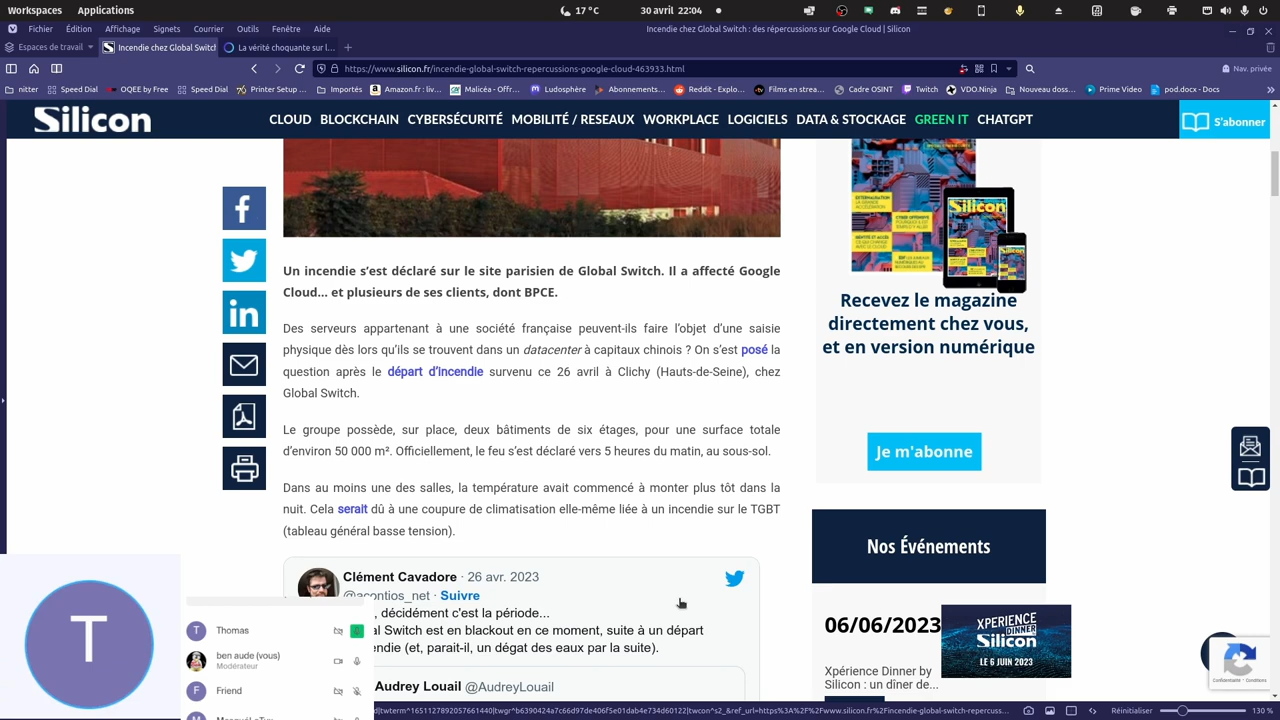 Workspaces
17°C
30 avril 20:51
Fichier Édition Affichage Signets Courrier Outils Fenêtre Aide
Incendie chez Global Switch : des répercussions sur Google Cloud | Silicon
Espaces de travail
Incendie chez Global Switch
La vérité choquante sur l...
https://www.silicon.fr/incendie-global-switch-repercussions-google-cloud-463933.html
Nav. privée
nitter
Speed Dial
OQEE by Free
Speed Dial
Printer Setup ...
Importés
Amazon.fr : liv...
Malicéa - Offr...
Ludosphère
Abonnements...
Reddit - Explo...
Films en strea...
Cadre OSINT
Twitch
VDO.Ninja
Nouveau doss...
Prime Video
pod.docx - Docs
Silicon
CLOUD BLOCKCHAIN CYBERSÉCURITÉ MOBILITÉ / RESEAUX WORKPLACE LOGICIELS DATA & STOCKAGE GREEN IT CHATGPT
S'abonner
Un incendie s'est déclaré sur le site parisien de Global Switch. Il a affecté Google
Cloud... et plusieurs de ses clients, dont BPCE.
Des serveurs appartenant à une société française peuvent-ils faire l'objet d'une saisie
physique dès lors qu'ils se trouvent dans un datacenter à capitaux chinois ? On s'est posé la
question après le départ d'incendie survenu ce 26 avril à Clichy (Hauts-de-Seine), chez
Global Switch.
Le groupe possède, sur place, deux bâtiments de six étages, pour une surface totale
d'environ 50 000 m². Officiellement, le feu s'est déclaré vers 5 heures du matin, au sous-sol.
Dans au moins une des salles, la température avait commencé à monter plus tôt dans la
nuit. Cela serait dû à une coupure de climatisation elle-même liée à un incendie sur le TGBT
(tableau général basse tension).
Clément Cavadore · 26 avr. 2023
@acontios_net · Suivre
, décidément c'est la période...
al Switch est en blackout en ce moment, suite à un départ
endie (et, parait-il, un dégat des eaux par la suite).
Audrey Louail @AudreyLouail
Silicon
Silicon
Recevez le magazine
directement chez vous,
et en version numérique
Je m'abonne
Nos Événements
06/06/2023
XPERIENCE
DINNER
Silicon
LE 6 JUIN 2023
Xpérience Dinner by
Silicon : un dîner de...
Confidentialité - Conditions
T
T Thomas
ben aude (vous)
Modérateur
F Friend
Réinitialiser
130 %